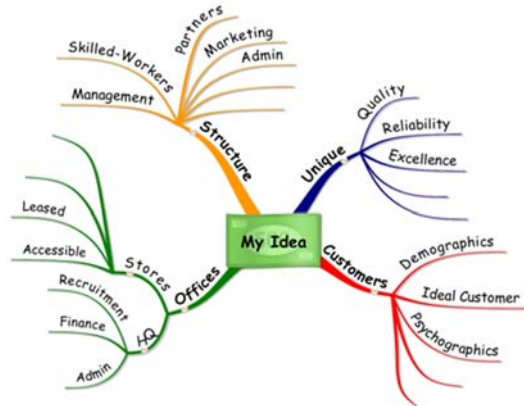 Partners
Marketing
Skilled-Workers
Admin
Management
Structure
Quality
Reliability
Excellence
Unique
My Idea
Customers
Demographics
Ideal Customer
Psychographics
Offices
Stores
Leased
Accessible
HQ
Recruitment
Finance
Admin